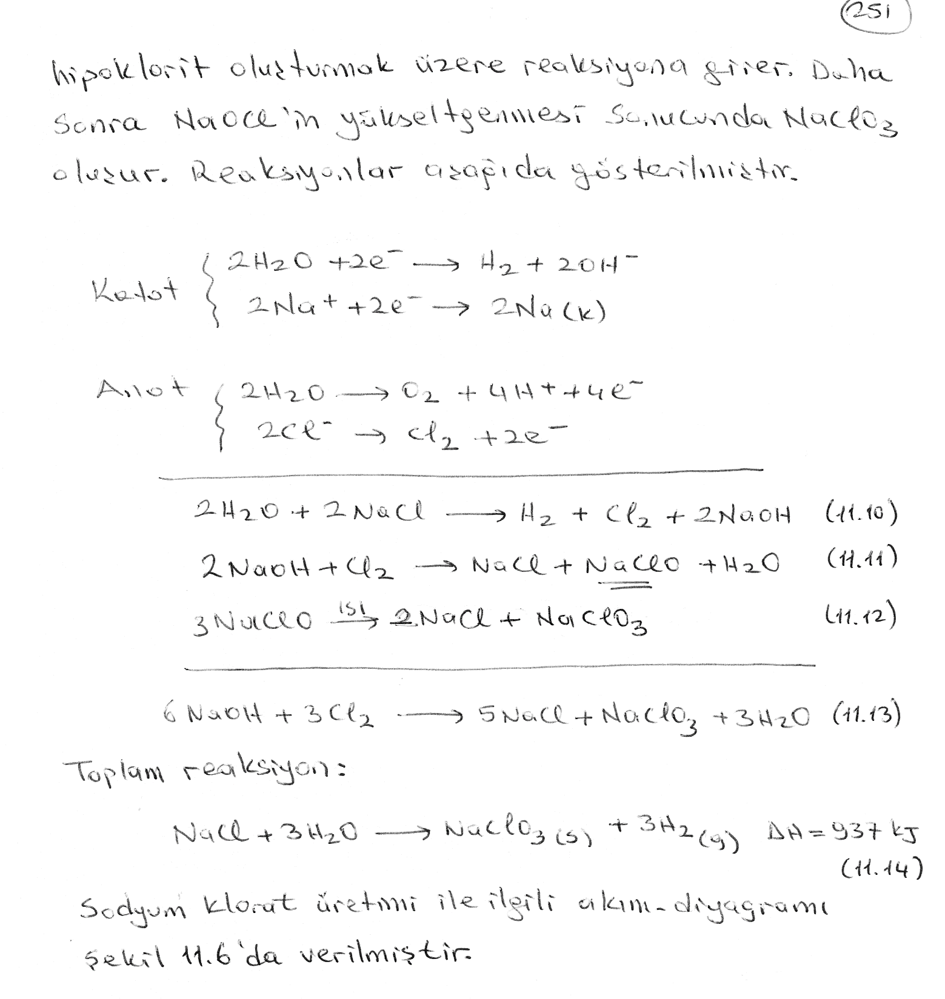 251
hipoklorit oluşturmak üzere reaksiyona girer. Daha
Sonra NaOCl'in yükseltgenmesi Sonucunda NaClO3
oluşur. Reaksiyonlar aşağıda gösterilmiştir.
Katot { 2H2O + 2e⁻ → H2 + 2OH⁻
2Na⁺ + 2e⁻ → 2Na (k)
Anot { 2H2O → O2 + 4H⁺ + 4e⁻
2Cl⁻ → Cl2 + 2e⁻
2H2O + 2NaCl → H2 + Cl2 + 2NaOH (11.10)
2NaOH + Cl2 → NaCl + NaClO + H2O (11.11)
3NaClO ısı→ 2NaCl + NaClO3 (11.12)
6NaOH + 3Cl2 → 5NaCl + NaClO3 + 3H2O (11.13)
Toplam reaksiyon:
NaCl + 3H2O → NaClO3 (s) + 3H2 (g) ΔH = 937 kJ
(11.14)
Sodyum klorat üretimi ile ilgili akım-diyagramı
Şekil 11.6'da verilmiştir.